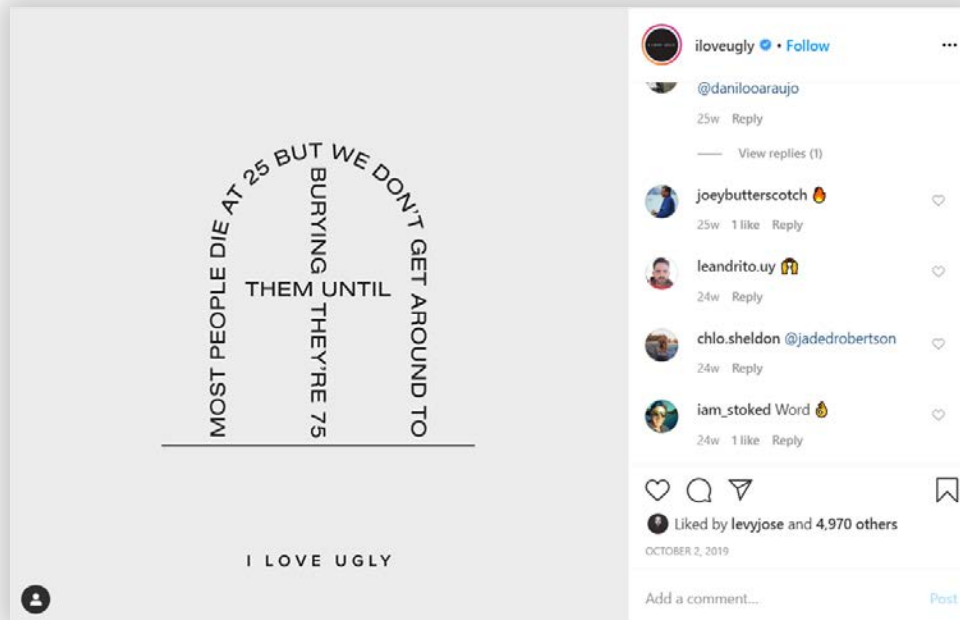 MOST PEOPLE DIE AT 25 BUT WE DON'T GET AROUND TO
BURYING
THEM UNTIL
THEY'RE 75
I LOVE UGLY
iloveugly • Follow
@danilooaraujo
25w Reply
View replies (1)
joeybutterscotch 🔥
25w 1 like Reply
leandrito.uy 🙌
24w Reply
chlo.sheldon @jadedrobertson
24w Reply
iam_stoked Word 👌
24w 1 like Reply
Liked by levyjose and 4,970 others
OCTOBER 2, 2019
Add a comment... Post